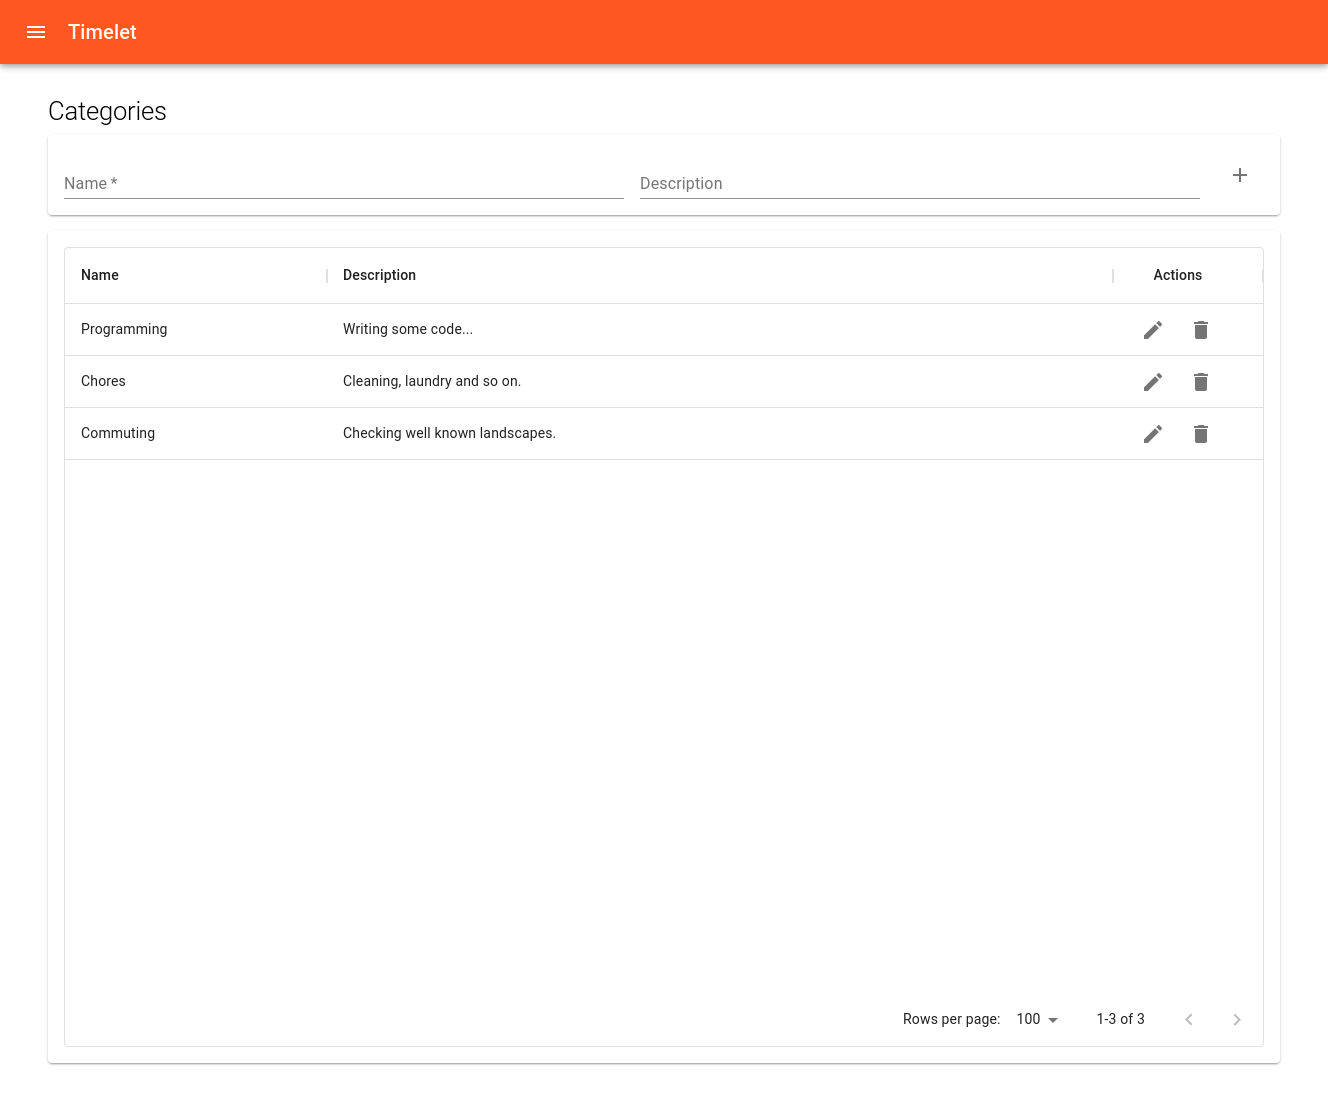 Timelet
Categories
Name *
Description
Name
Description
Actions
Programming
Writing some code...
Chores
Cleaning, laundry and so on.
Commuting
Checking well known landscapes.
Rows per page:
100
1-3 of 3